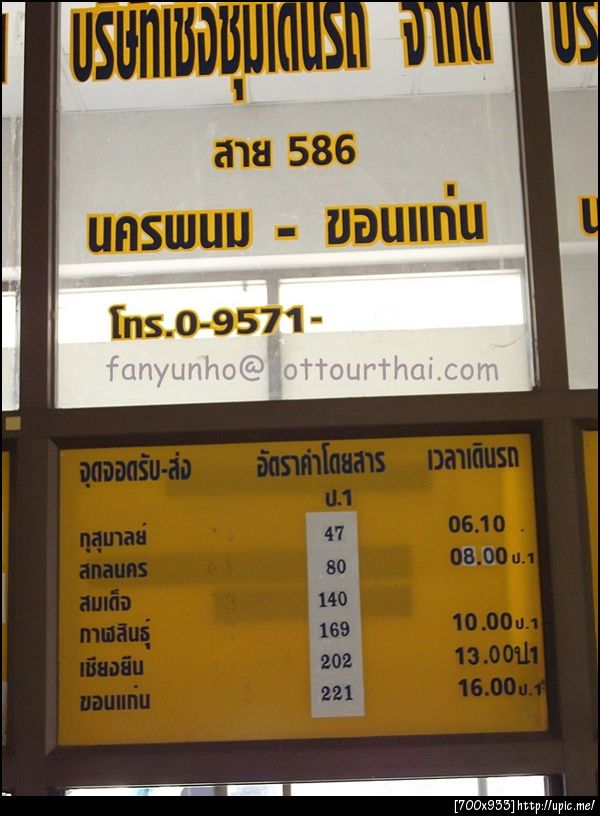 บริษัทเชิดชุมเดินรถ จำกัด
สาย 586
นครพนม - ขอนแก่น
โทร.0-9571-
fanyunho@rottourthai.com
จุดจอดรับ-ส่ง อัตราค่าโดยสาร เวลาเดินรถ
ป.1
กุสุมาลย์ 47 06.10
สกลนคร 80 08.00 ป.1
สมเด็จ 140
กาฬสินธุ์ 169 10.00 ป.1
เชียงยืน 202 13.00 ป1
ขอนแก่น 221 16.00 ป.1
[700x933]http://upic.me/